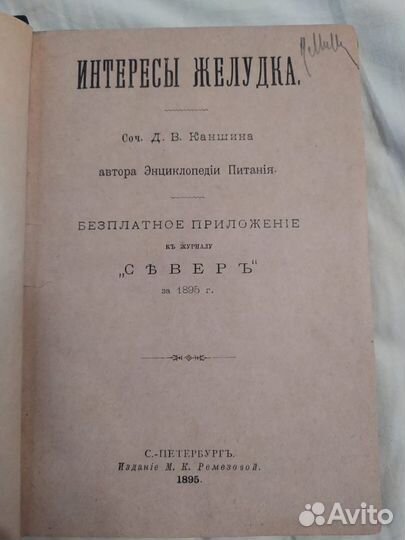 ИНТЕРЕСЫ ЖЕЛУДКА.
Соч. Д. В. Каншина
автора Энциклопедіи Питанія.
БЕЗПЛАТНОЕ ПРИЛОЖЕНІЕ
КЪ ЖУРНАЛУ
„СѢВЕРЪ“
за 1895 г.
С.-ПЕТЕРБУРГЪ.
Изданіе М. К. Ремезовой.
1895.
Avito